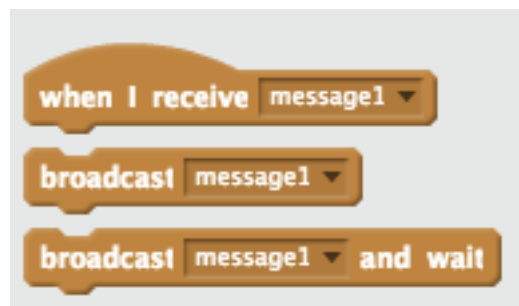 when I receive message1
broadcast message1
broadcast message1 and wait